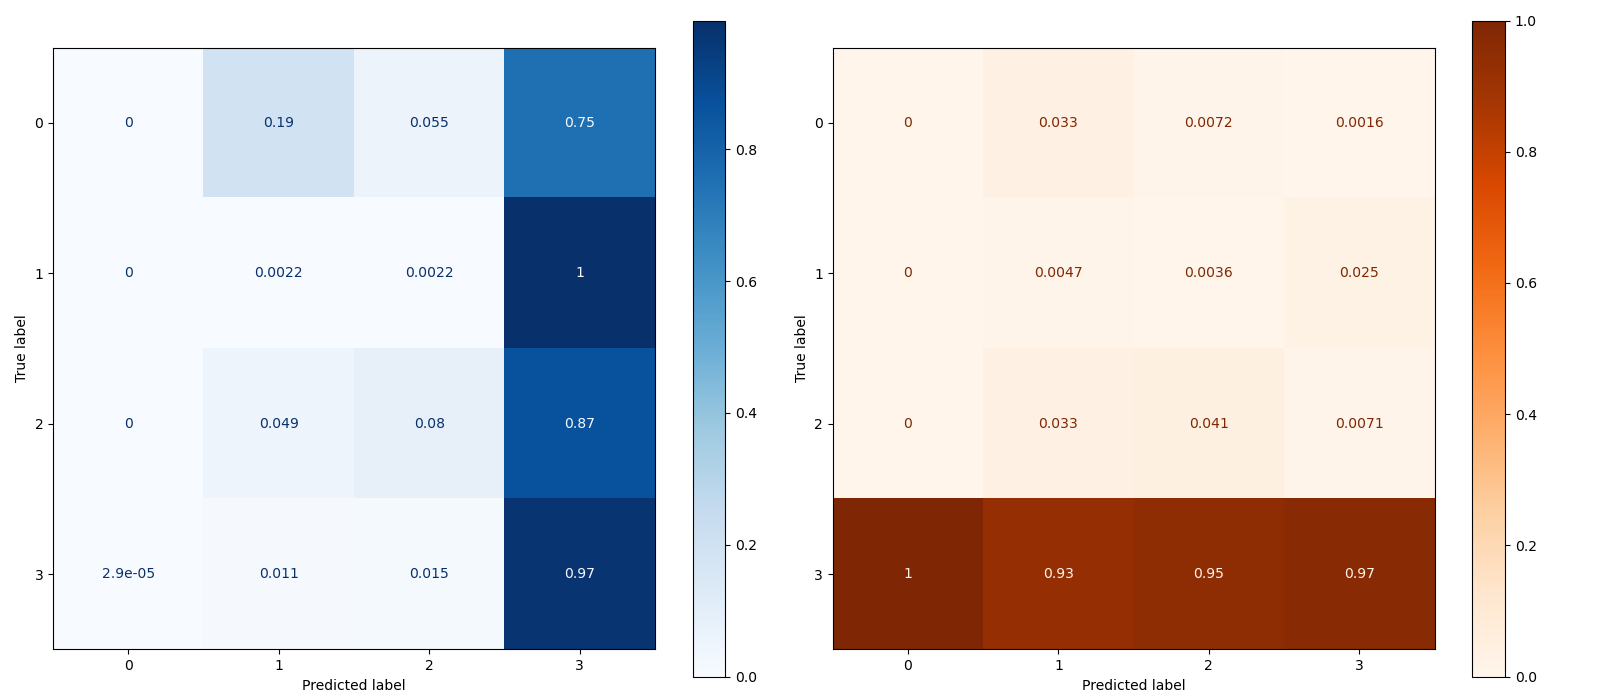 0 0 0.19 0.055 0.75
1 0 0.0022 0.0022 1
2 0 0.049 0.08 0.87
3 2.9e-05 0.011 0.015 0.97
0 1 2 3
True label
Predicted label
0.8
0.6
0.4
0.2
0.0
0 0 0.033 0.0072 0.0016
1 0 0.0047 0.0036 0.025
2 0 0.033 0.041 0.0071
3 1 0.93 0.95 0.97
0 1 2 3
True label
Predicted label
1.0
0.8
0.6
0.4
0.2
0.0